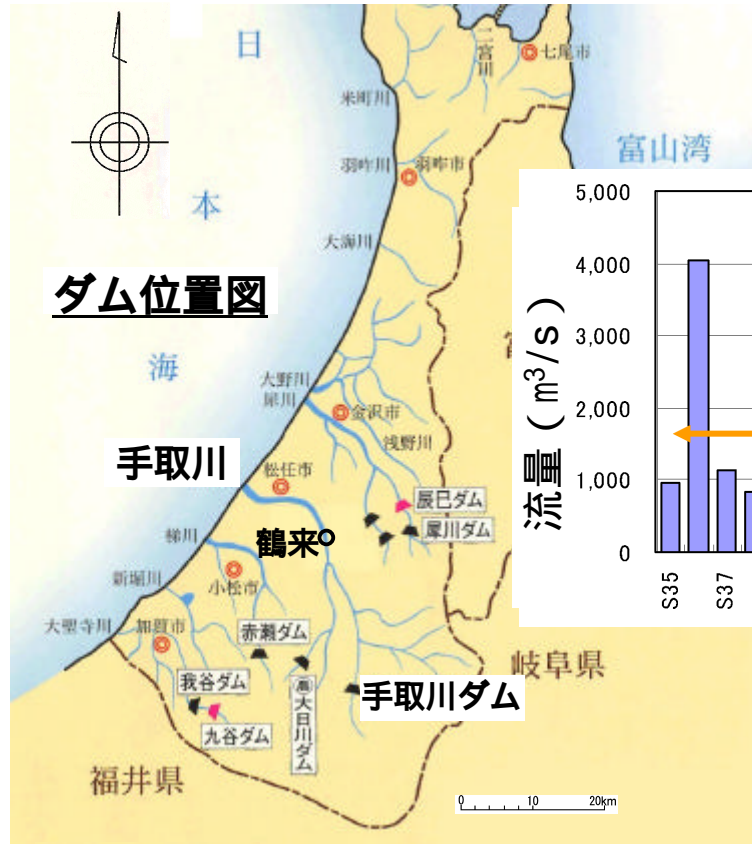 日
本
海
二宮川
七尾市
米町川
富山湾
羽咋川
羽咋市
大海川
ダム位置図
大野川
犀川
金沢市
浅野川
手取川
松任市
辰巳ダム
犀川ダム
鶴来
梯川
新堀川
小松市
大聖寺川
加賀市
赤瀬ダム
我谷ダム
九谷ダム
農大日川ダム
手取川ダム
岐阜県
福井県
0 10 20km
流量（m³/s）
5,000
4,000
3,000
2,000
1,000
0
S35
S37